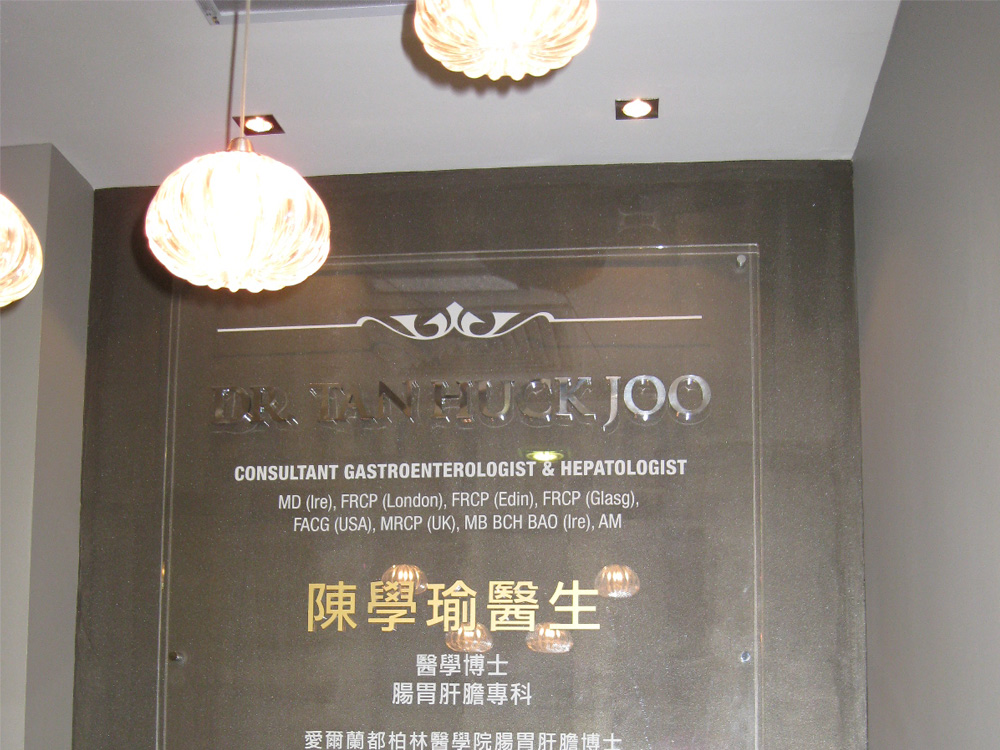 DR. TAN HUCK JOO
CONSULTANT GASTROENTEROLOGIST & HEPATOLOGIST
MD (Ire), FRCP (London), FRCP (Edin), FRCP (Glasg),
FACG (USA), MRCP (UK), MB BCH BAO (Ire), AM
陳學瑜醫生
醫學博士
腸胃肝膽專科
愛爾蘭都柏林醫學院腸胃肝膽博士